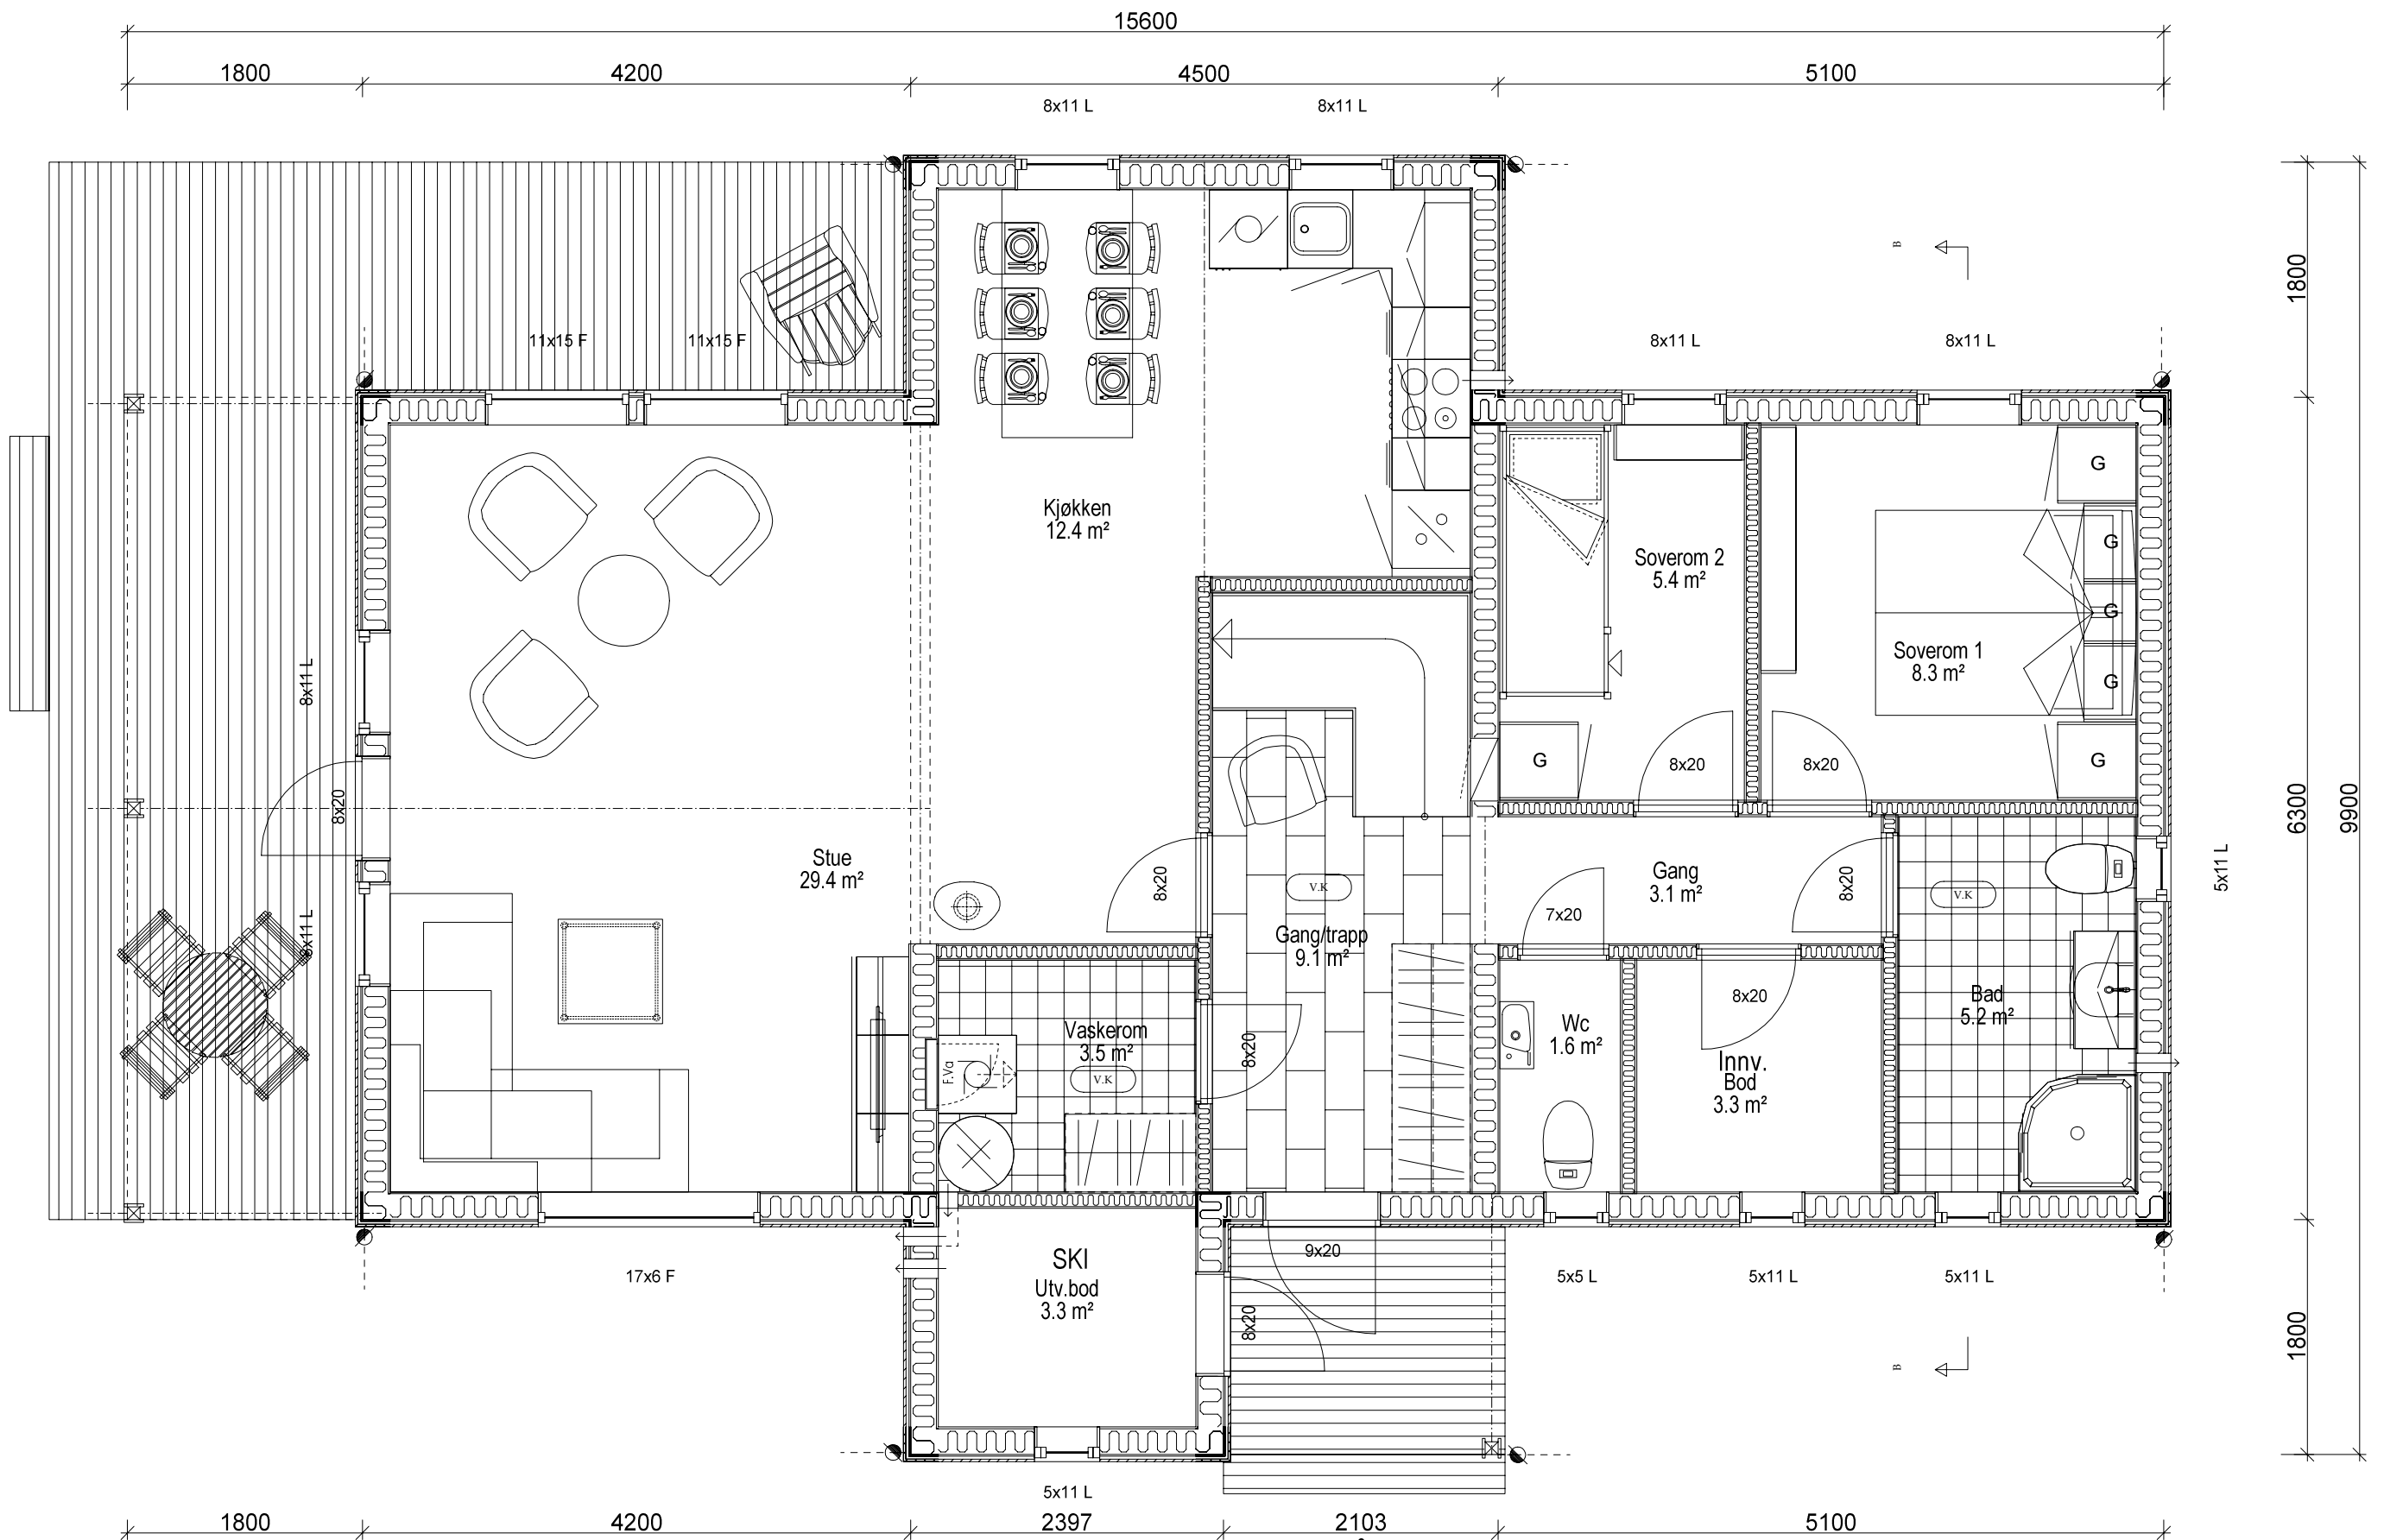 15600
1800 4200 4500 5100
8x11 L 8x11 L
B
1800
11x15 F 11x15 F 8x11 L 8x11 L
G
Kjøkken
12.4 m²
G
Soverom 2
5.4 m²
G
Soverom 1
8.3 m²
8x11 L
G
G G
8x20 8x20
8x20
6300 9900
Stue
29.4 m²
Gang
3.1 m²
5x11 L
8x20
V.K
8x20
V.K
7x20
8x11 L
Gang/trapp
9.1 m²
8x20
Bad
5.2 m²
Vaskerom
3.5 m²
Wc
1.6 m²
8x20
F.Va
V.K
Innv.
Bod
3.3 m²
SKI
Utv.bod
3.3 m²
9x20
17x6 F
5x5 L 5x11 L 5x11 L
8x20
1800
B
5x11 L
1800 4200 2397 2103 5100